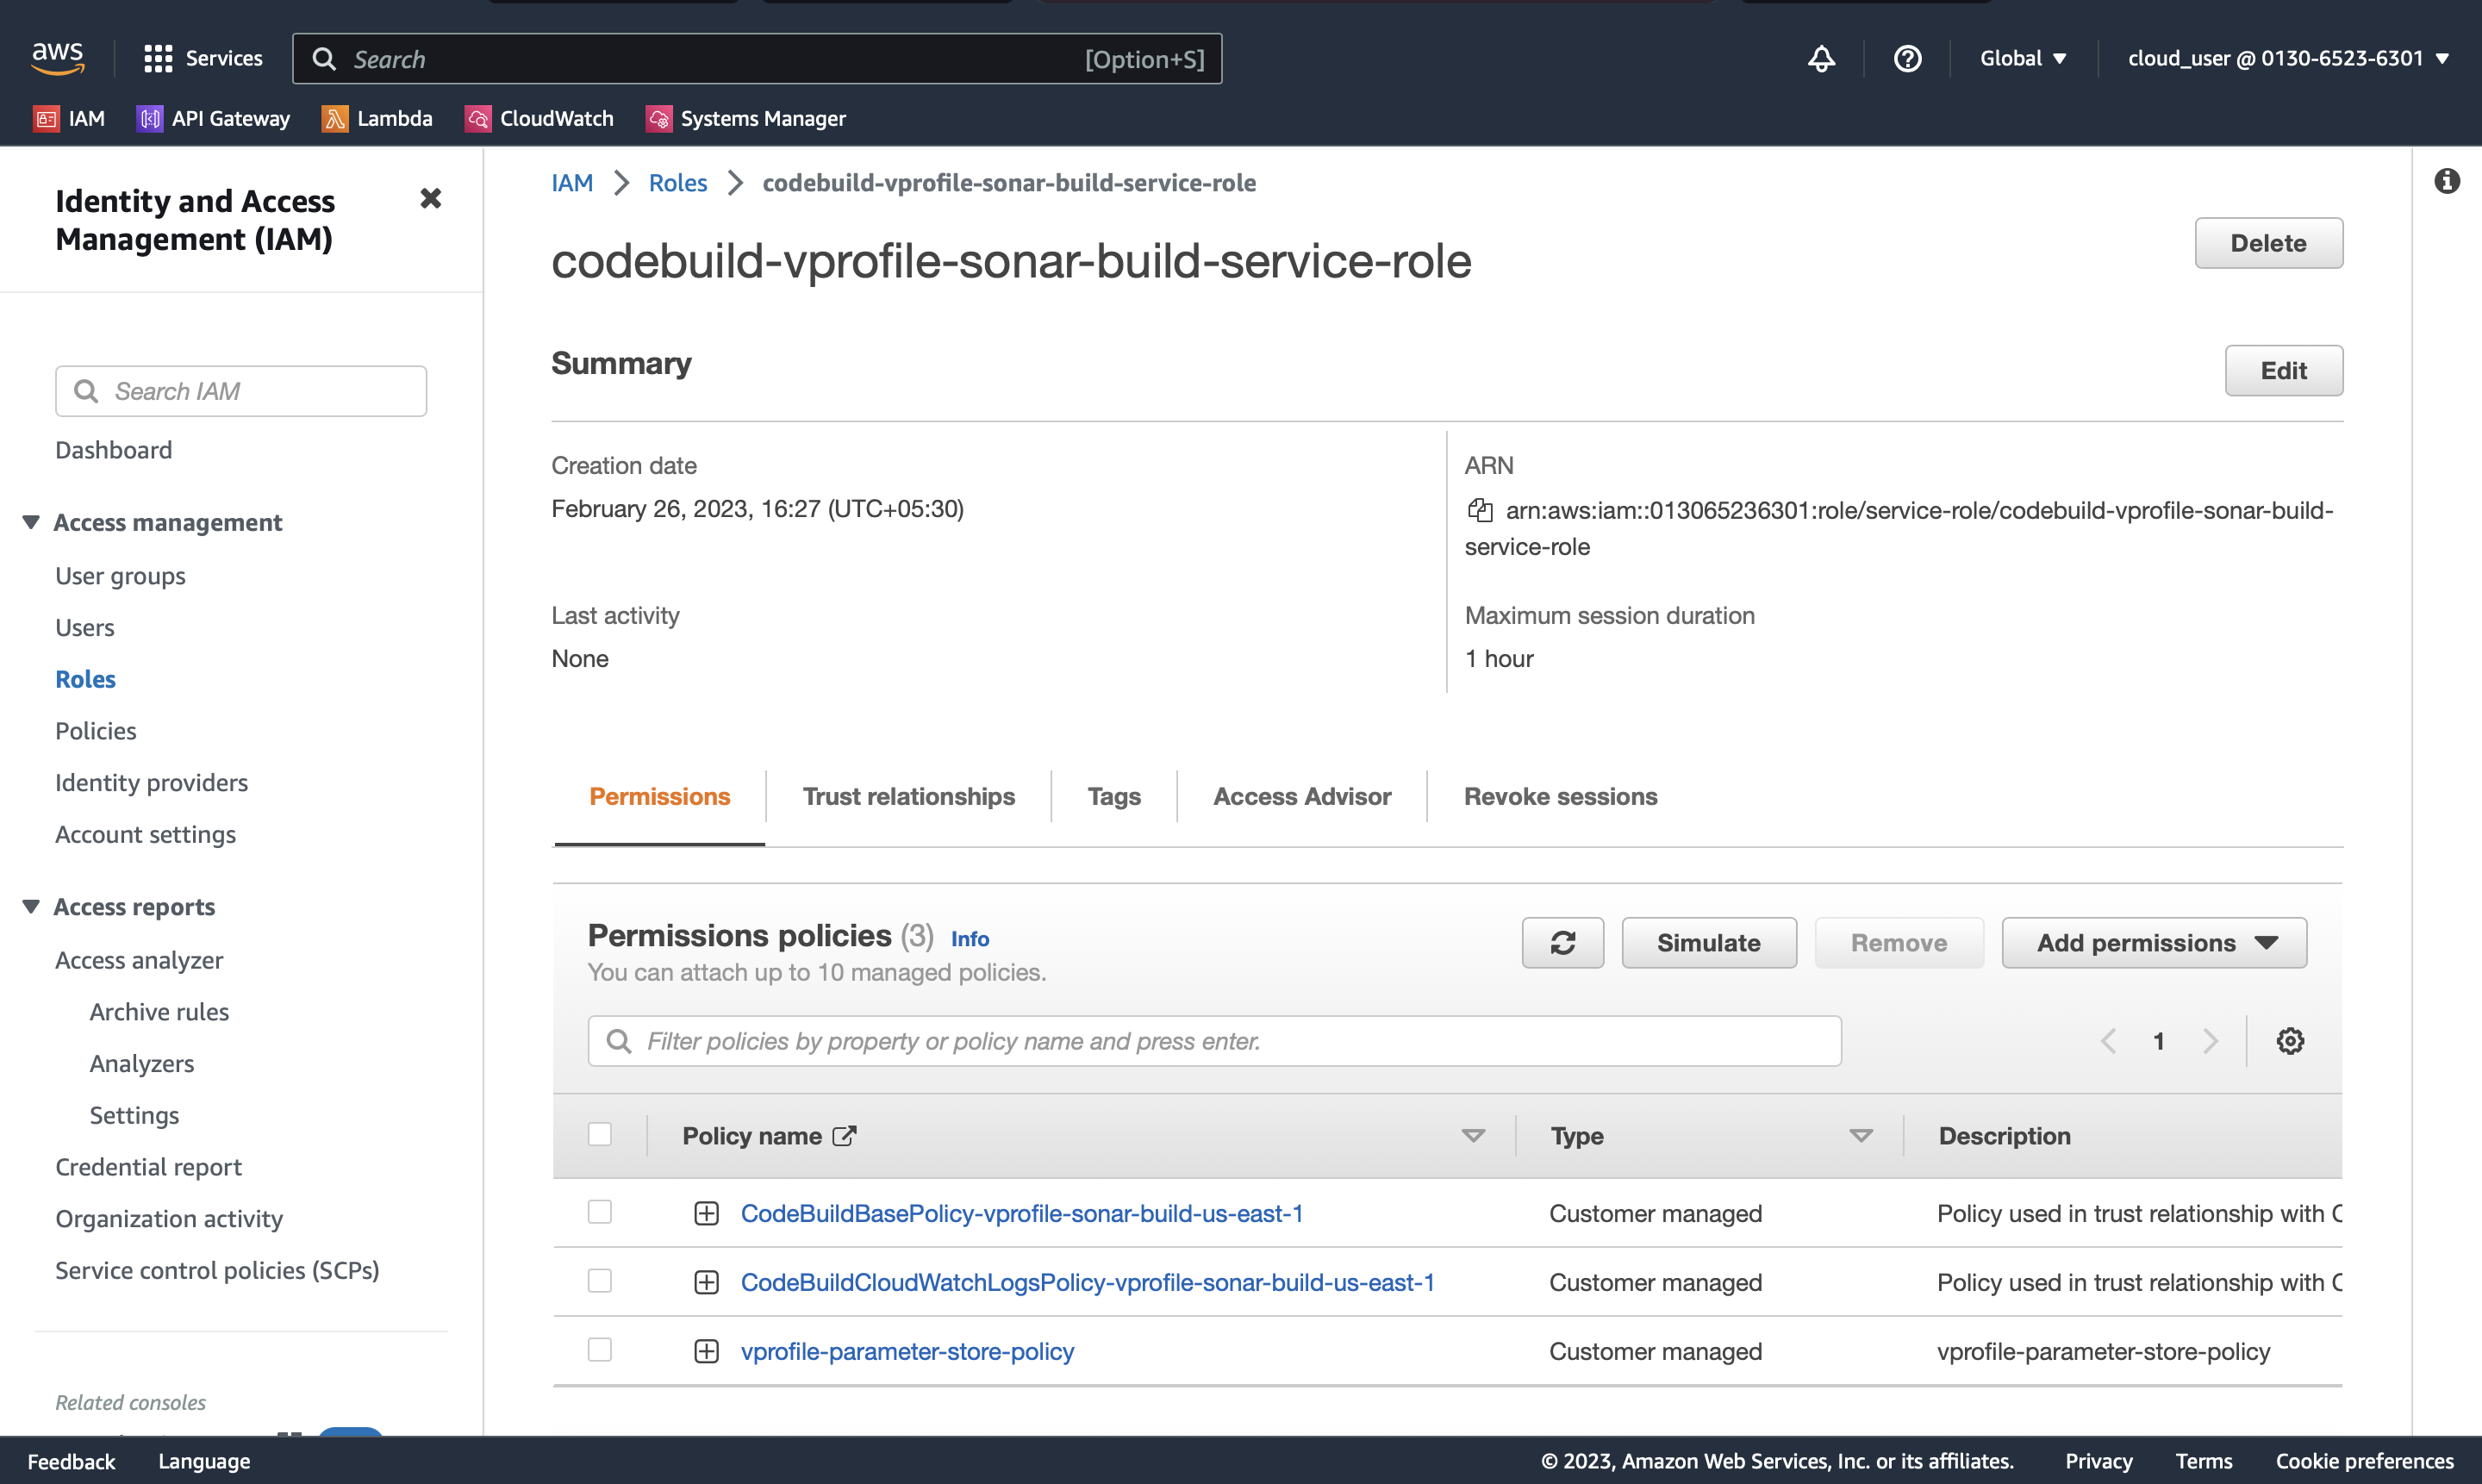 aws
Services
Search
[Option+S]
Global
cloud_user @ 0130-6523-6301
IAM
API Gateway
Lambda
CloudWatch
Systems Manager
Identity and Access
Management (IAM)
Search IAM
Dashboard
Access management
User groups
Users
Roles
Policies
Identity providers
Account settings
Access reports
Access analyzer
Archive rules
Analyzers
Settings
Credential report
Organization activity
Service control policies (SCPs)
Related consoles
IAM
Roles
codebuild-vprofile-sonar-build-service-role
codebuild-vprofile-sonar-build-service-role
Delete
Summary
Edit
Creation date
February 26, 2023, 16:27 (UTC+05:30)
ARN
arn:aws:iam::013065236301:role/service-role/codebuild-vprofile-sonar-build-
service-role
Last activity
None
Maximum session duration
1 hour
Permissions
Trust relationships
Tags
Access Advisor
Revoke sessions
Permissions policies (3) Info
You can attach up to 10 managed policies.
Simulate
Remove
Add permissions
Filter policies by property or policy name and press enter.
1
Policy name
Type
Description
CodeBuildBasePolicy-vprofile-sonar-build-us-east-1
Customer managed
Policy used in trust relationship with
CodeBuildCloudWatchLogsPolicy-vprofile-sonar-build-us-east-1
Customer managed
Policy used in trust relationship with
vprofile-parameter-store-policy
Customer managed
vprofile-parameter-store-policy
Feedback
Language
© 2023, Amazon Web Services, Inc. or its affiliates.
Privacy
Terms
Cookie preferences